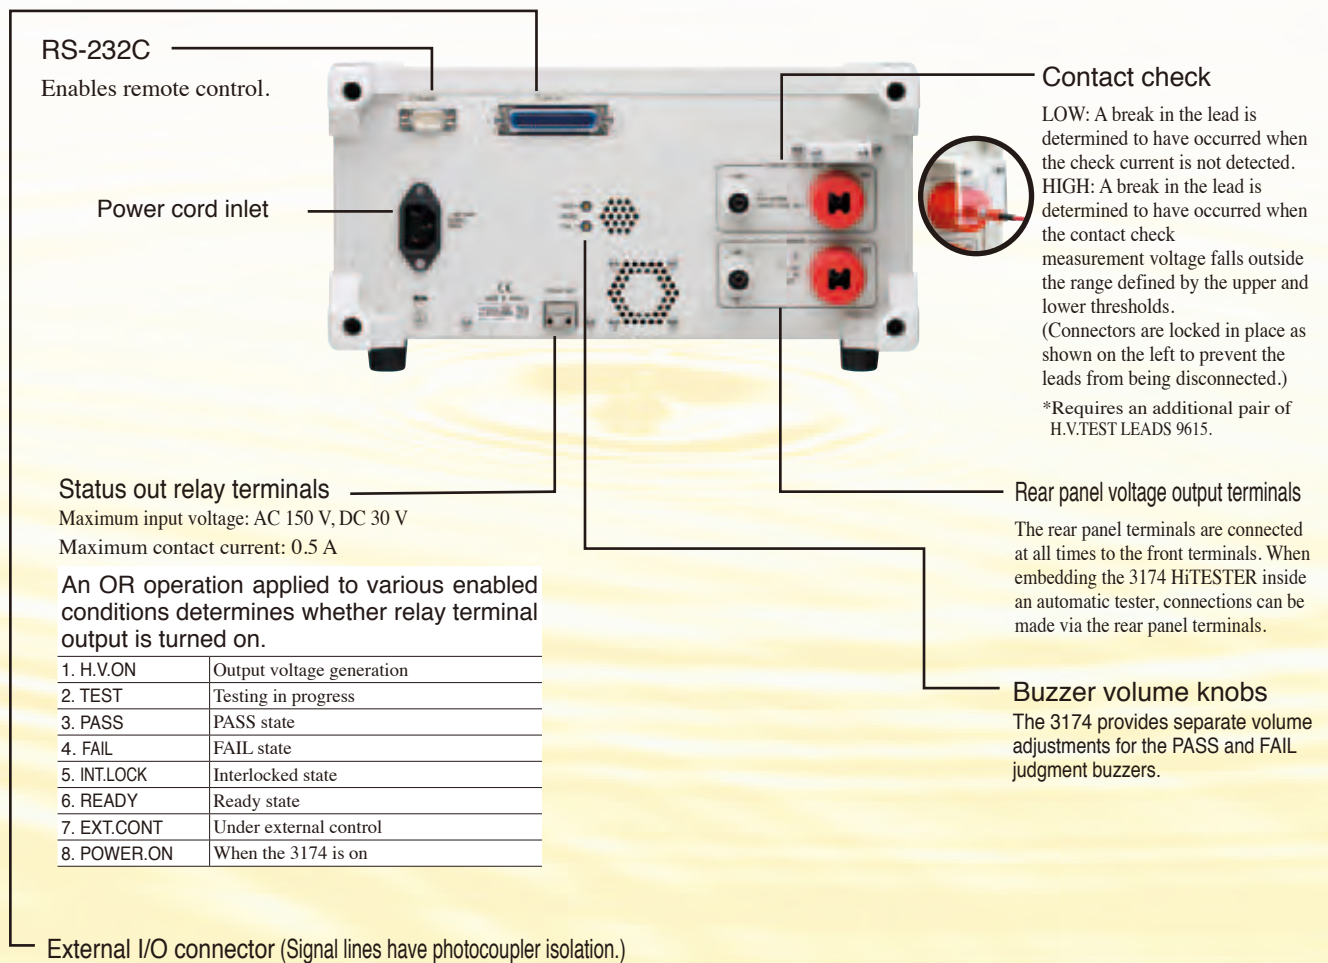 RS-232C
Enables remote control.
Power cord inlet
Contact check
LOW: A break in the lead is
determined to have occurred when
the check current is not detected.
HIGH: A break in the lead is
determined to have occurred when
the contact check
measurement voltage falls outside
the range defined by the upper and
lower thresholds.
(Connectors are locked in place as
shown on the left to prevent the
leads from being disconnected.)
*Requires an additional pair of
H.V.TEST LEADS 9615.
Status out relay terminals
Maximum input voltage: AC 150 V, DC 30 V
Maximum contact current: 0.5 A
An OR operation applied to various enabled
conditions determines whether relay terminal
output is turned on.
1. H.V.ON Output voltage generation
2. TEST Testing in progress
3. PASS PASS state
4. FAIL FAIL state
5. INT.LOCK Interlocked state
6. READY Ready state
7. EXT.CONT Under external control
8. POWER.ON When the 3174 is on
Rear panel voltage output terminals
The rear panel terminals are connected
at all times to the front terminals. When
embedding the 3174 HiTESTER inside
an automatic tester, connections can be
made via the rear panel terminals.
Buzzer volume knobs
The 3174 provides separate volume
adjustments for the PASS and FAIL
judgment buzzers.
External I/O connector (Signal lines have photocoupler isolation.)